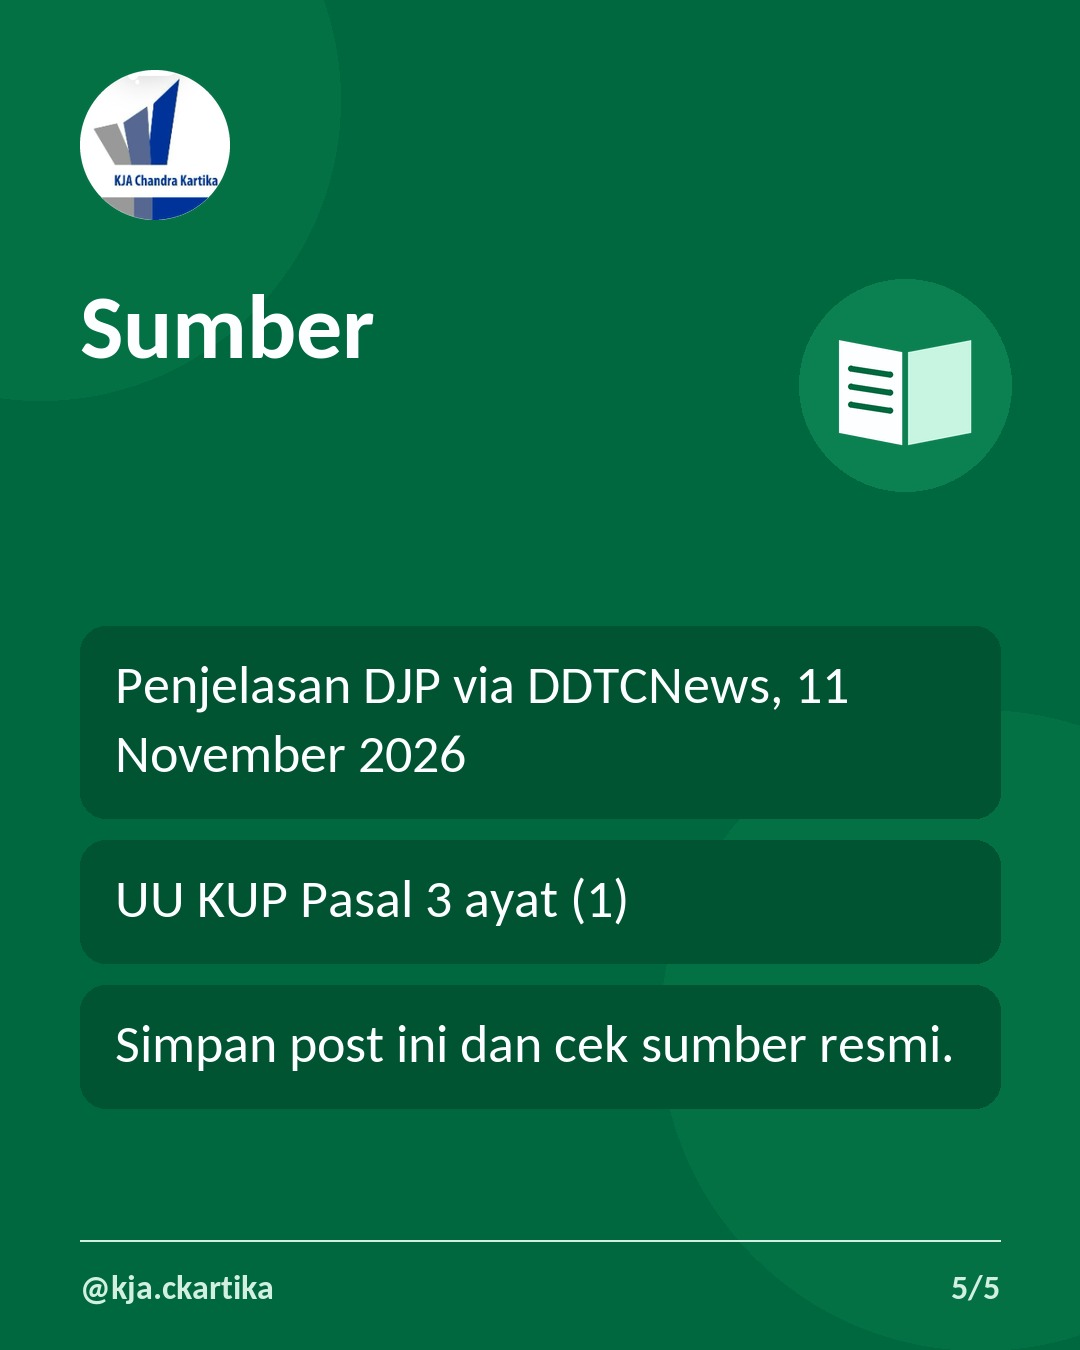 KJA Chandra Kartika
Sumber
Penjelasan DJP via DDTCNews, 11
November 2026
UU KUP Pasal 3 ayat (1)
Simpan post ini dan cek sumber resmi.
@kja.ckartika
5/5